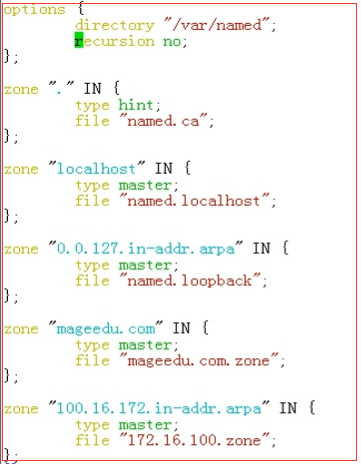 options {
        directory "/var/named";
        recursion no;
};

zone "." IN {
        type hint;
        file "named.ca";
};

zone "localhost" IN {
        type master;
        file "named.localhost";
};

zone "0.0.127.in-addr.arpa" IN {
        type master;
        file "named.loopback";
};

zone "mageedu.com" IN {
        type master;
        file "mageedu.com.zone";
};

zone "100.16.172.in-addr.arpa" IN {
        type master;
        file "172.16.100.zone";
};